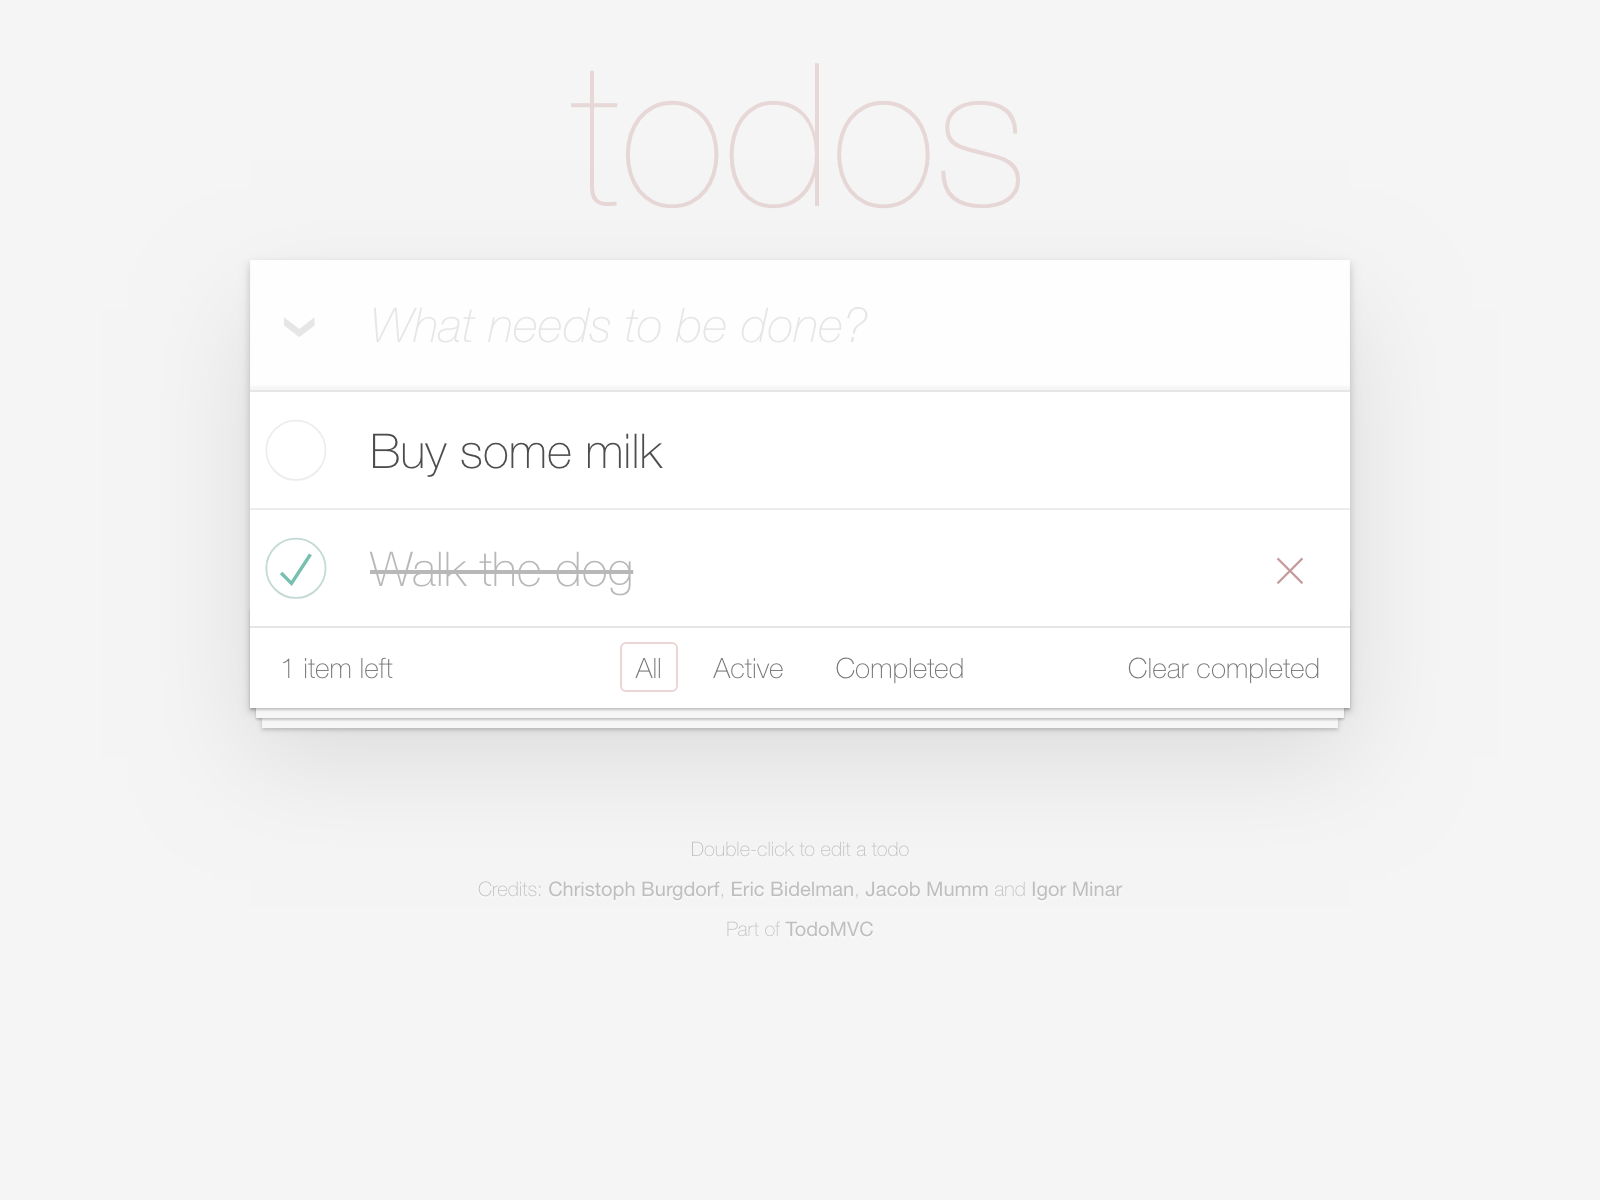 todos
What needs to be done?
Buy some milk
Walk the dog
1 item left All Active Completed Clear completed
Double-click to edit a todo
Credits: Christoph Burgdorf, Eric Bidelman, Jacob Mumm and Igor Minar
Part of TodoMVC